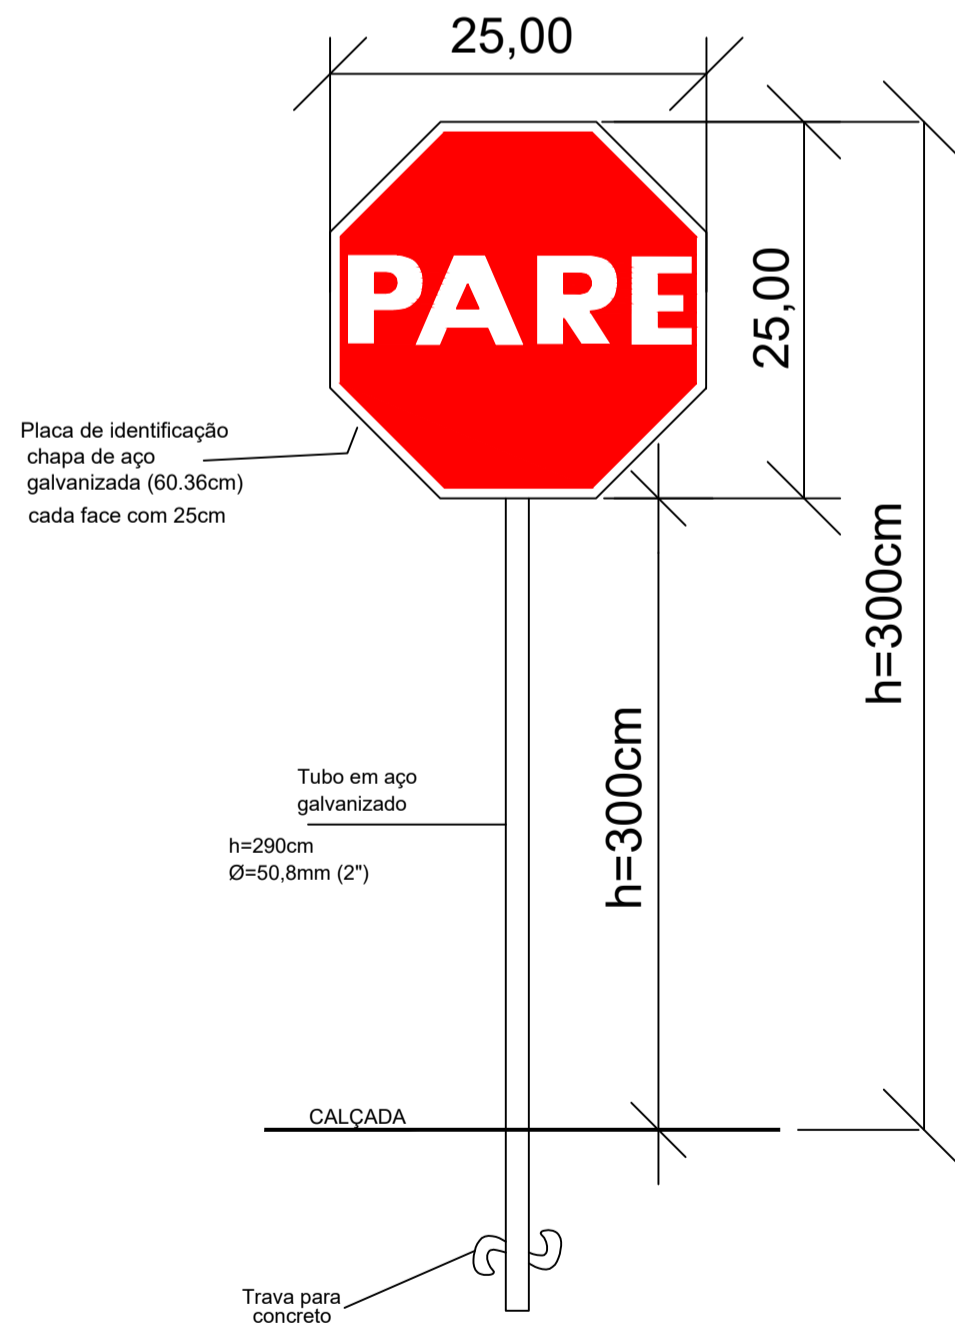 25,00
PARE
25,00
Placa de identificação
chapa de aço
galvanizada (60.36cm)
cada face com 25cm
h=300cm
h=300cm
Tubo em aço
galvanizado
h=290cm
Ø=50,8mm (2")
CALÇADA
Trava para
concreto